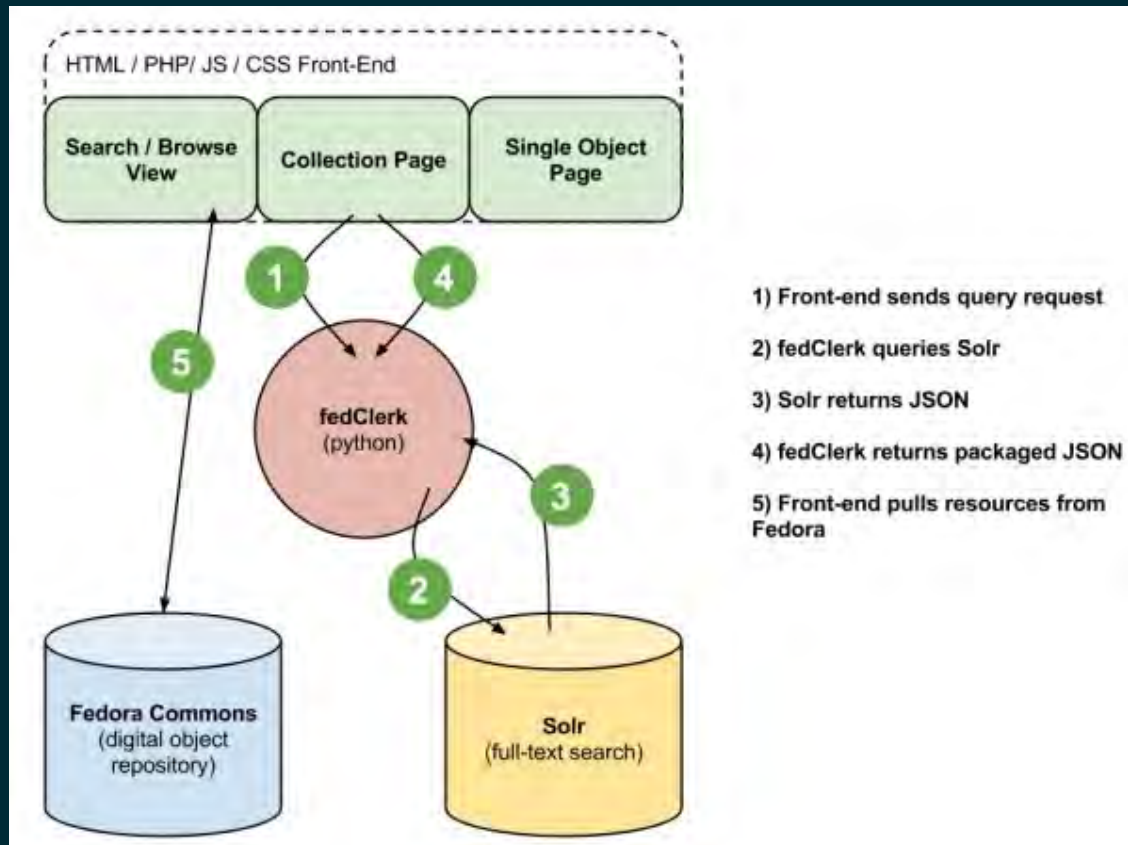 HTML / PHP/ JS / CSS Front-End
Search / Browse
View
Collection Page
Single Object
Page
1
4
5
fedClerk
(python)
3
2
Fedora Commons
(digital object
repository)
Solr
(full-text search)
1) Front-end sends query request
2) fedClerk queries Solr
3) Solr returns JSON
4) fedClerk returns packaged JSON
5) Front-end pulls resources from
Fedora